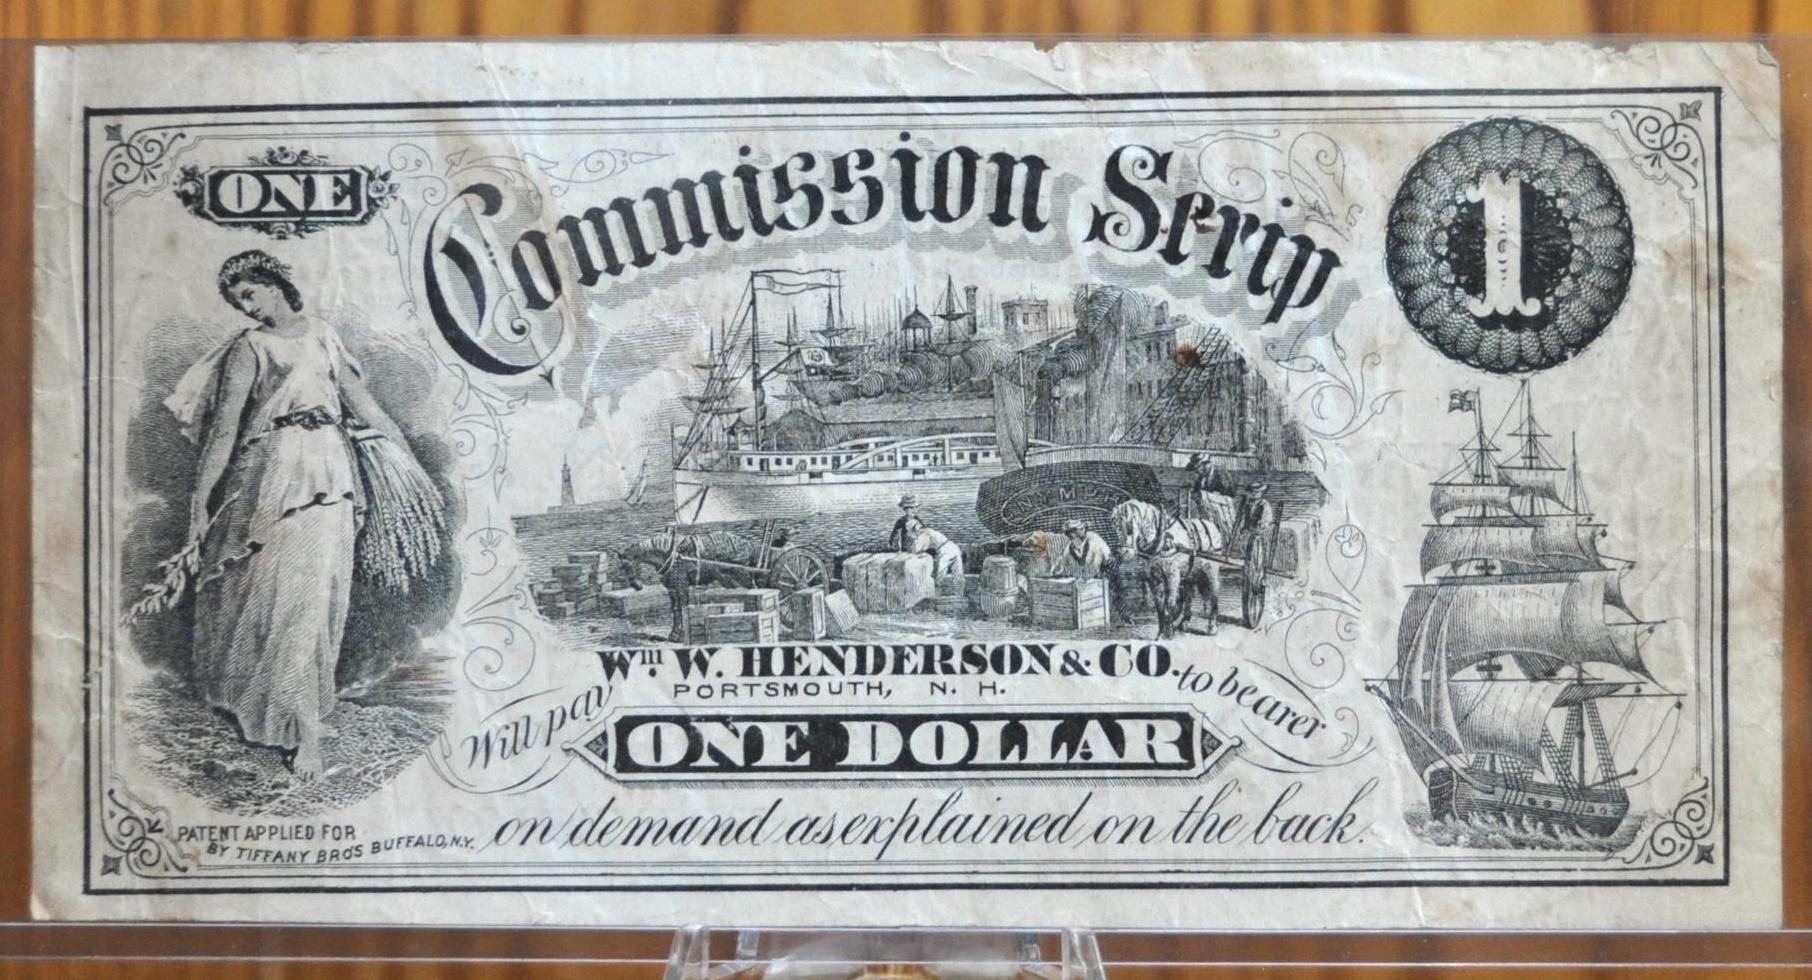 ONE
Commission Scrip
1
Wm. W. HENDERSON & CO.
PORTSMOUTH, N. H.
Will pay to bearer
ONE DOLLAR
on demand as explained on the back.
PATENT APPLIED FOR
BY TIFFANY BRO'S BUFFALO, N.Y.